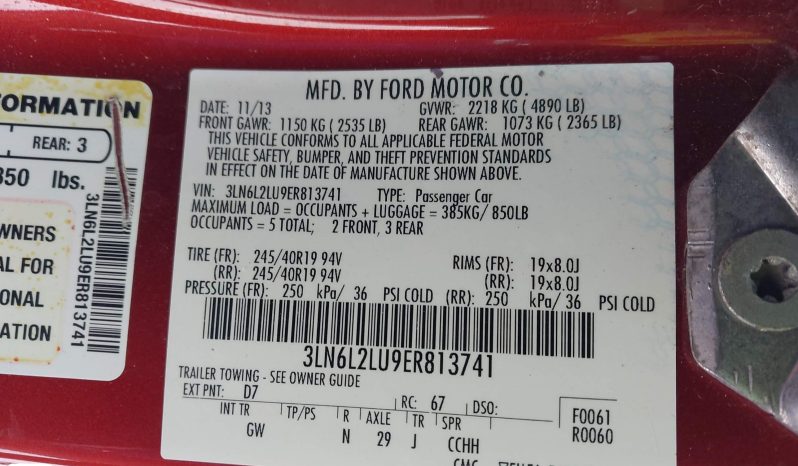 FORMATION
REAR: 3
850 lbs.
OWNERS
AL FOR
ONAL
ATION
3LN6L2LU9ER813741
MFD. BY FORD MOTOR CO.
DATE: 11/13 GVWR: 2218 KG ( 4890 LB)
FRONT GAWR: 1150 KG ( 2535 LB) REAR GAWR: 1073 KG ( 2365 LB)
THIS VEHICLE CONFORMS TO ALL APPLICABLE FEDERAL MOTOR
VEHICLE SAFETY, BUMPER, AND THEFT PREVENTION STANDARDS
IN EFFECT ON THE DATE OF MANUFACTURE SHOWN ABOVE.
VIN: 3LN6L2LU9ER813741 TYPE: Passenger Car
MAXIMUM LOAD = OCCUPANTS + LUGGAGE = 385KG/ 850LB
OCCUPANTS = 5 TOTAL; 2 FRONT, 3 REAR
TIRE (FR): 245/40R19 94V RIMS (FR): 19x8.0J
(RR): 245/40R19 94V (RR): 19x8.0J
PRESSURE (FR): 250 kPa/ 36 PSI COLD (RR): 250 kPa/ 36 PSI COLD
3LN6L2LU9ER813741
TRAILER TOWING - SEE OWNER GUIDE
EXT PNT: D7 RC: 67 DSO:
INT TR TP/PS R AXLE TR SPR F0061
GW N 29 J CCHH R0060